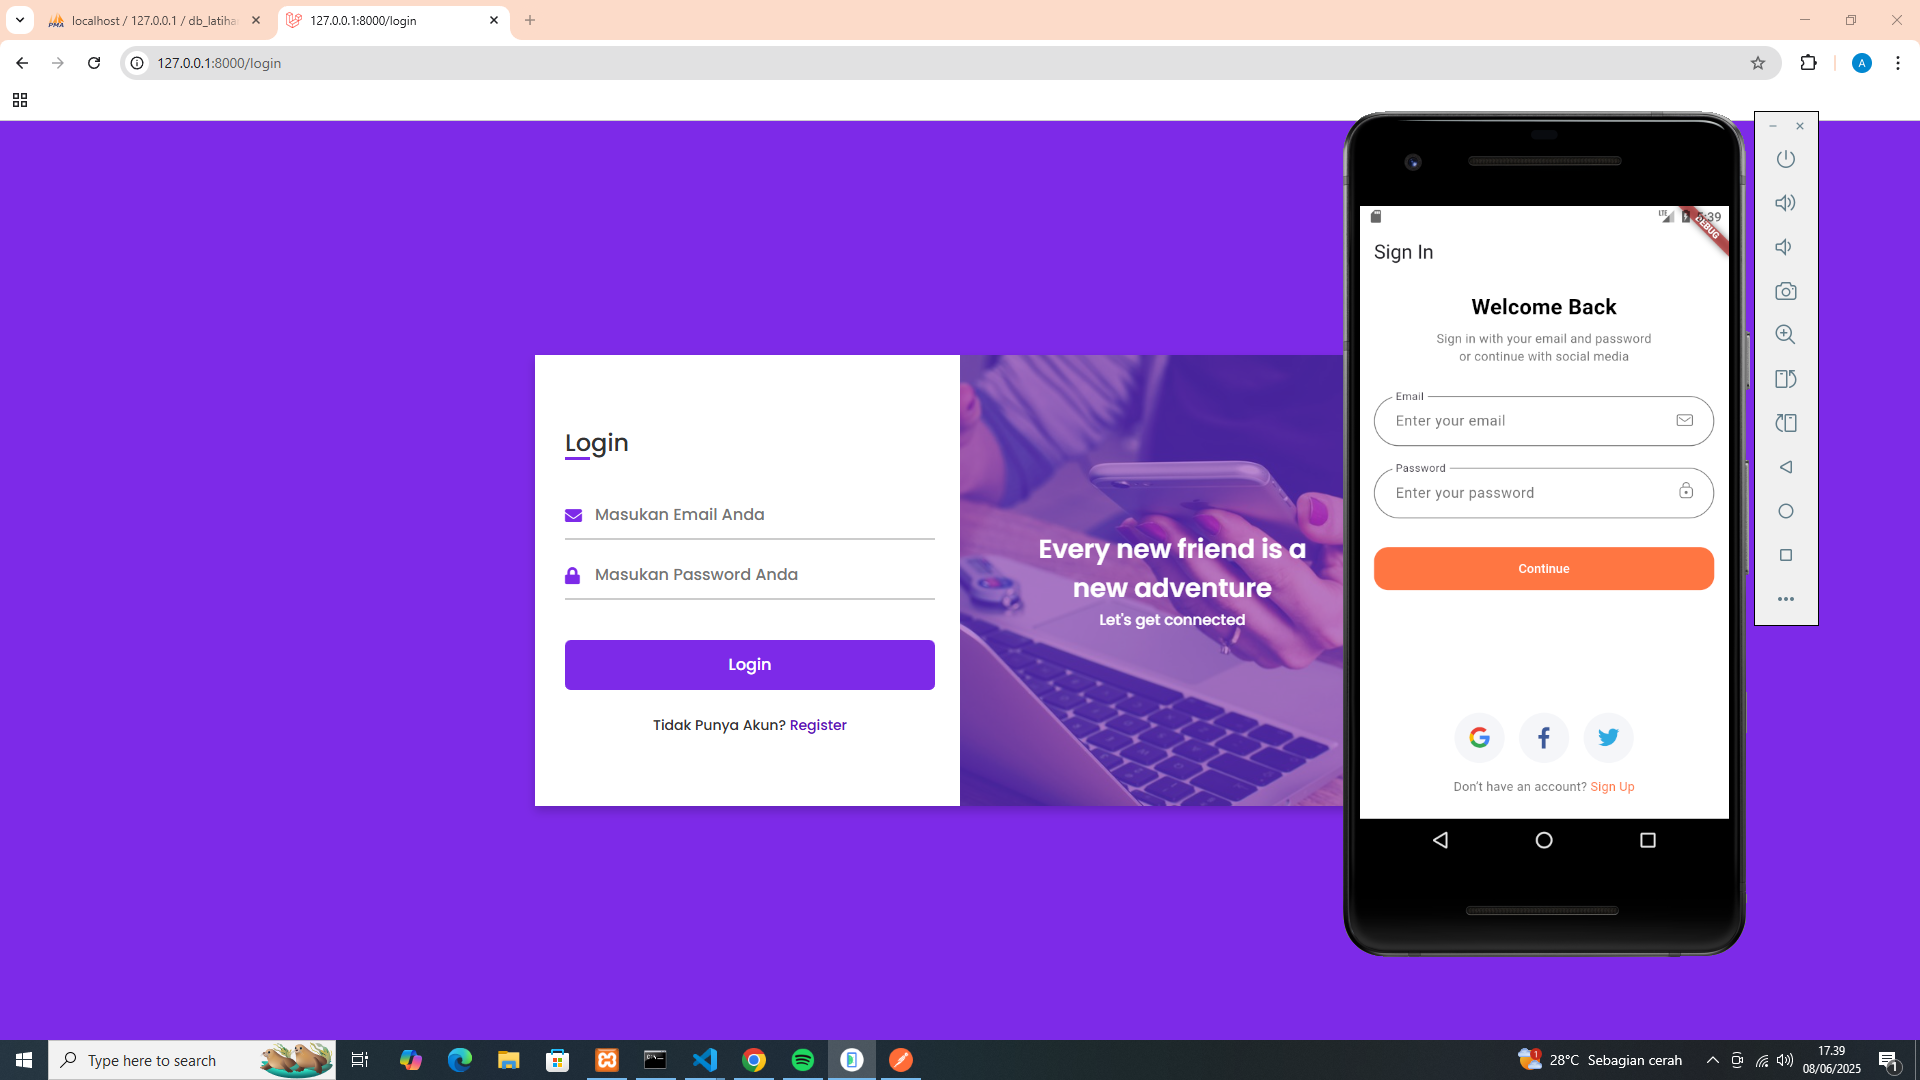 localhost / 127.0.0.1 / db_latiha
127.0.0.1:8000/login
127.0.0.1:8000/login
A
Login
Masukan Email Anda
Masukan Password Anda
Login
Tidak Punya Akun? Register
Every new friend is a
new adventure
Let's get connected
LTE
5:39
DEBUG
Sign In
Welcome Back
Sign in with your email and password
or continue with social media
Email
Enter your email
Password
Enter your password
Continue
Don't have an account? Sign Up
Type here to search
1
28°C Sebagian cerah
17.39
08/06/2025
1